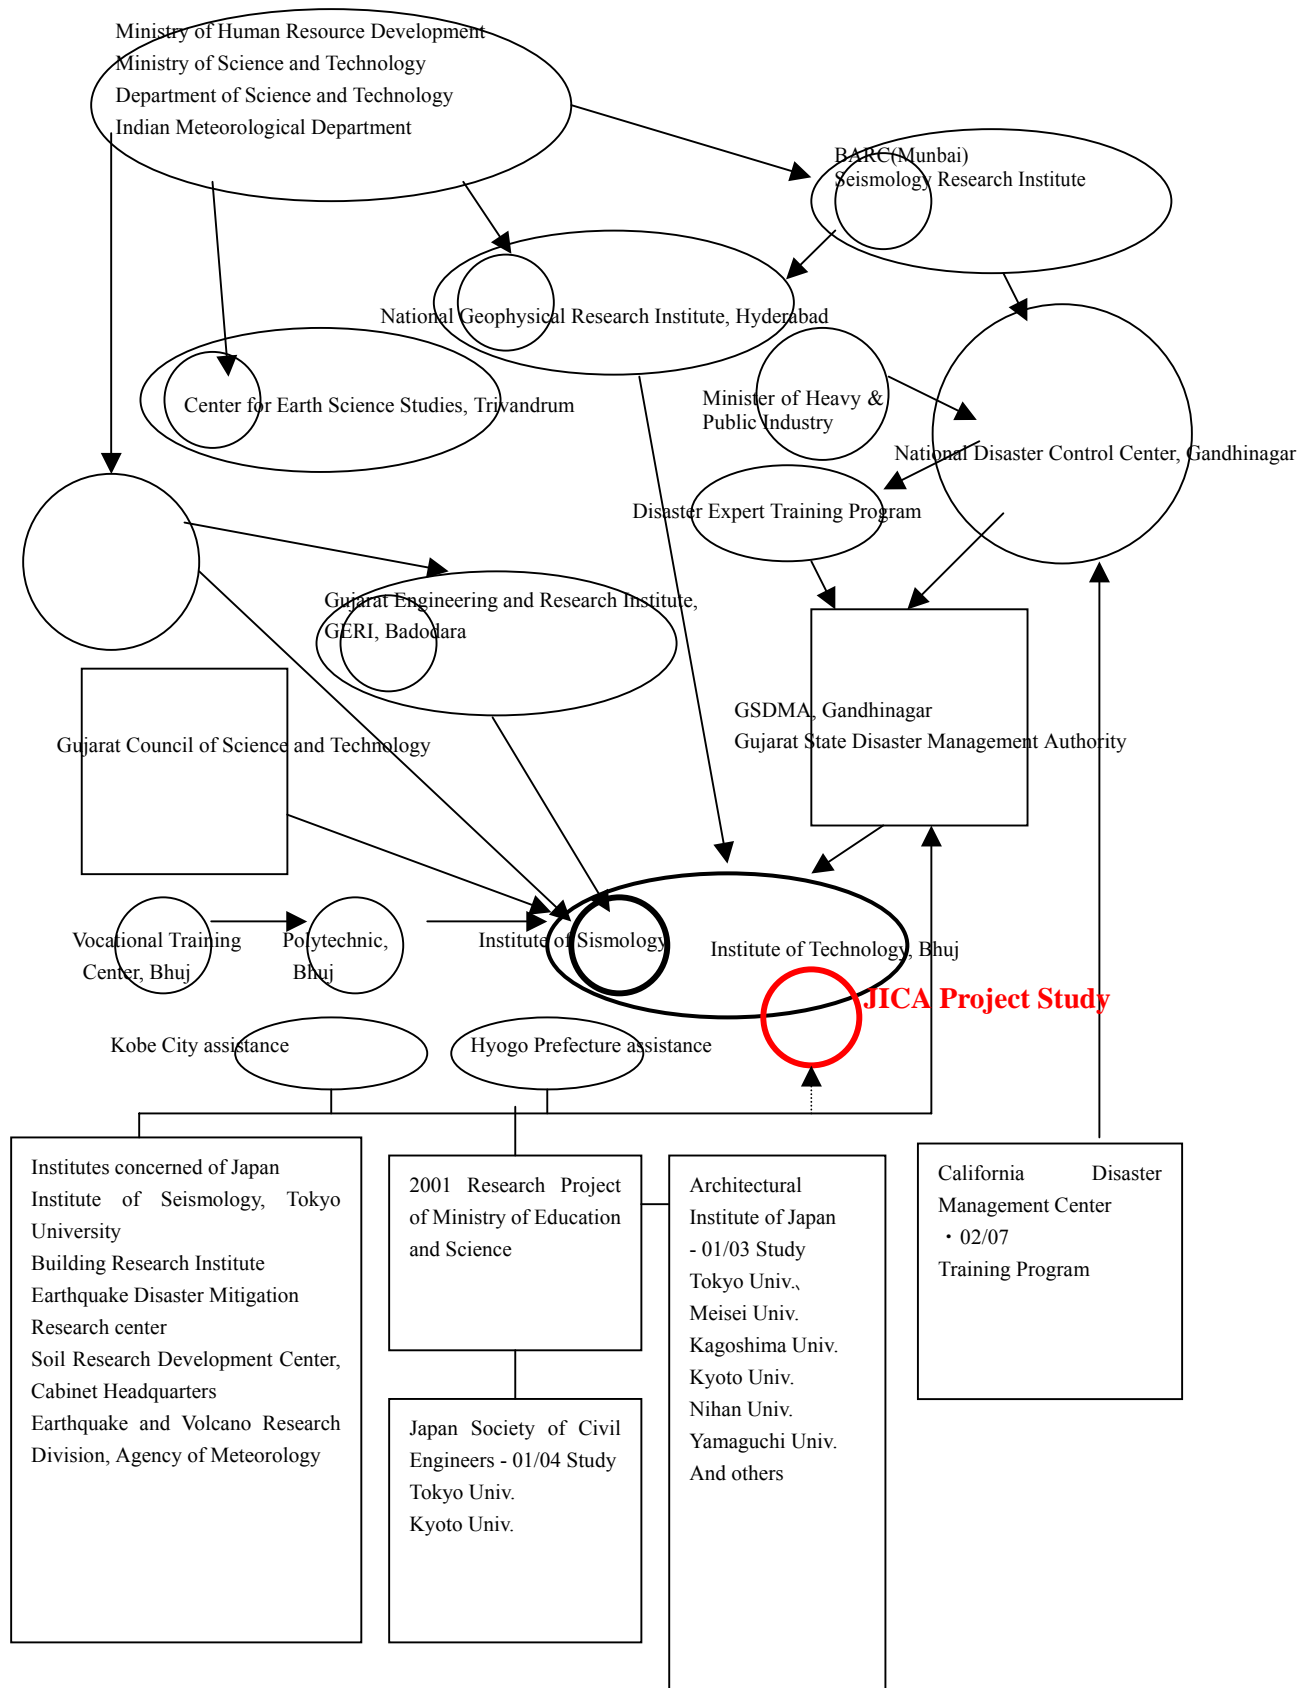 Ministry of Human Resource Development
Ministry of Science and Technology
Department of Science and Technology
Indian Meteorological Department
BARC(Munbai)
Seismology Research Institute
National Geophysical Research Institute, Hyderabad
Center for Earth Science Studies, Trivandrum
Minister of Heavy &
Public Industry
National Disaster Control Center, Gandhinagar
Disaster Expert Training Program
Gujarat Engineering and Research Institute,
GERI, Badodara
GSDMA, Gandhinagar
Gujarat State Disaster Management Authority
Gujarat Council of Science and Technology
Vocational Training
Center, Bhuj
Polytechnic,
Bhuj
Institute of Sismology
Institute of Technology, Bhuj
JICA Project Study
Kobe City assistance
Hyogo Prefecture assistance
Institutes concerned of Japan
Institute of Seismology, Tokyo
University
Building Research Institute
Earthquake Disaster Mitigation
Research center
Soil Research Development Center,
Cabinet Headquarters
Earthquake and Volcano Research
Division, Agency of Meteorology
2001 Research Project
of Ministry of Education
and Science
Japan Society of Civil
Engineers - 01/04 Study
Tokyo Univ.
Kyoto Univ.
Architectural
Institute of Japan
- 01/03 Study
Tokyo Univ.、
Meisei Univ.
Kagoshima Univ.
Kyoto Univ.
Nihan Univ.
Yamaguchi Univ.
And others
California Disaster
Management Center
・02/07
Training Program